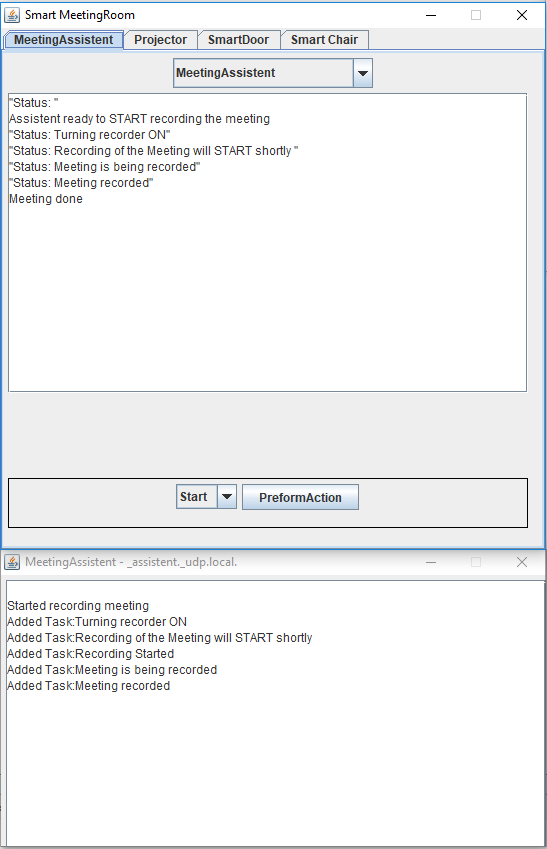 Smart MeetingRoom
MeetingAssistent Projector SmartDoor Smart Chair
MeetingAssistent
"Status: "
Assistent ready to START recording the meeting
"Status: Turning recorder ON"
"Status: Recording of the Meeting will START shortly "
"Status: Meeting is being recorded"
"Status: Meeting recorded"
Meeting done
Start PreformAction
MeetingAssistent - _assistent._udp.local.
Started recording meeting
Added Task:Turning recorder ON
Added Task:Recording of the Meeting will START shortly
Added Task:Recording Started
Added Task:Meeting is being recorded
Added Task:Meeting recorded